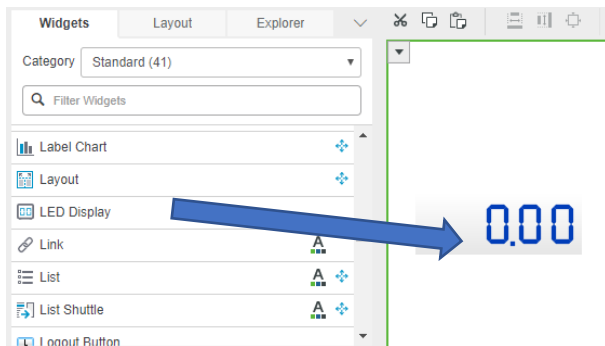 Widgets Layout Explorer
Category Standard (41)
Filter Widgets
Label Chart
Layout
LED Display
Link
List
List Shuttle
Logout Button
0.00